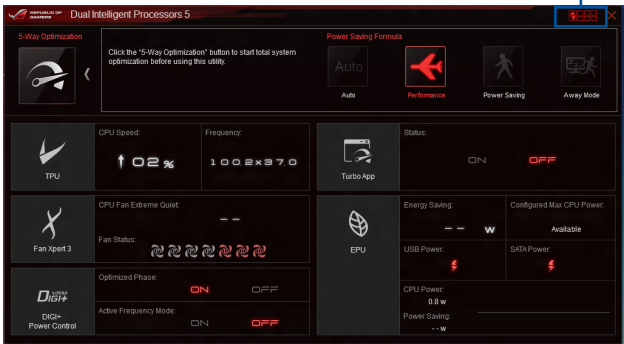 REPUBLIC OF GAMERS Dual Intelligent Processors 5
5-Way Optimization
Click the "5-Way Optimization" button to start total system
optimization before using this utility.
Power Saving Formula
Auto
Auto
Performance
Power Saving
Away Mode
TPU
CPU Speed:
02 %
Frequency:
100.2x37.0
Turbo App
Status:
ON OFF
Fan Xpert 3
CPU Fan Extreme Quiet:
--
Fan Status:
EPU
Energy Saving:
-- w
Configured Max CPU Power:
Available
USB Power:
SATA Power:
CPU Power:
0.8 w
Power Saving:
-- w
VRM
DIGI+
DIGI+
Power Control
Optimized Phase:
ON OFF
Active Frequency Mode:
ON OFF